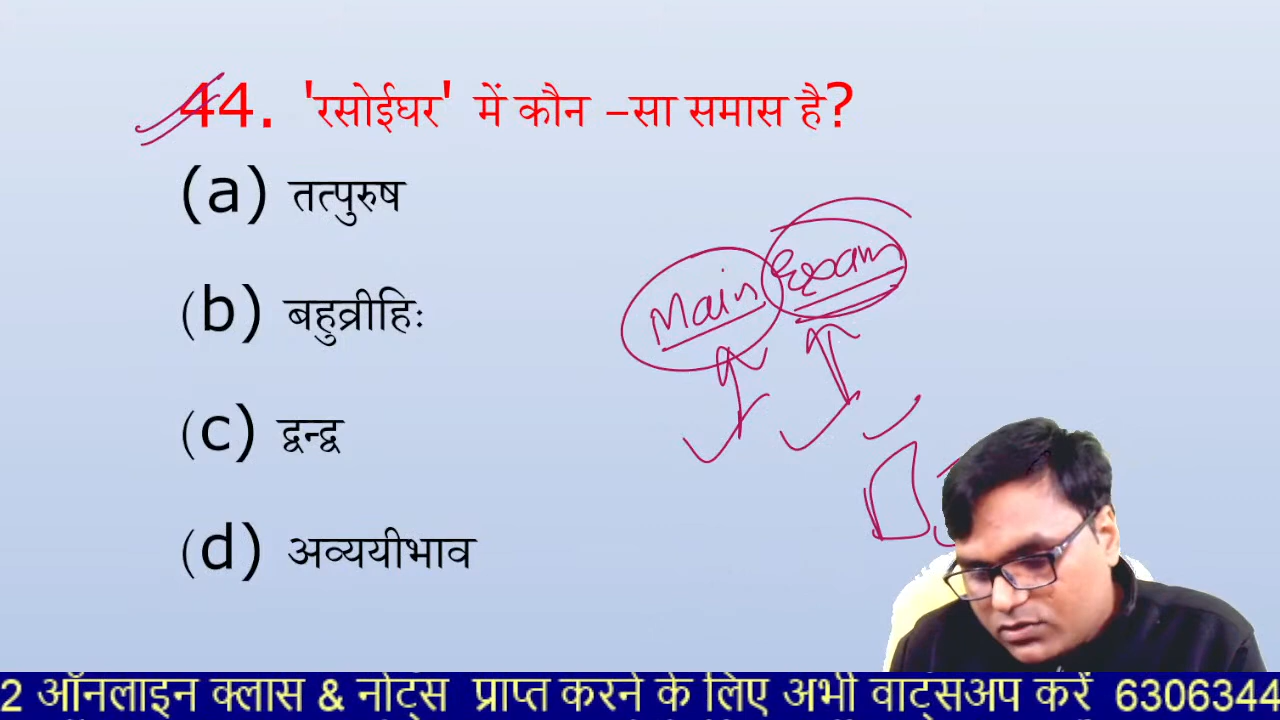 44. 'रसोईघर' में कौन –सा समास है?
(a) तत्पुरुष
(b) बहुव्रीहिः
Main Exam
(c) द्वन्द्व
(d) अव्ययीभाव
2 ऑनलाइन क्लास & नोट्स प्राप्त करने के लिए अभी वाट्सअप करें 6306344